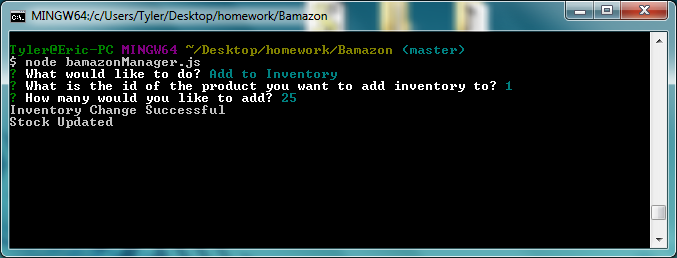 MINGW64:/c/Users/Tyler/Desktop/homework/Bamazon
Tyler@Eric-PC MINGW64 ~/Desktop/homework/Bamazon (master)
$ node bamazonManager.js
? What would like to do? Add to Inventory
? What is the id of the product you want to add inventory to? 1
? How many would you like to add? 25
Inventory Change Successful
Stock Updated